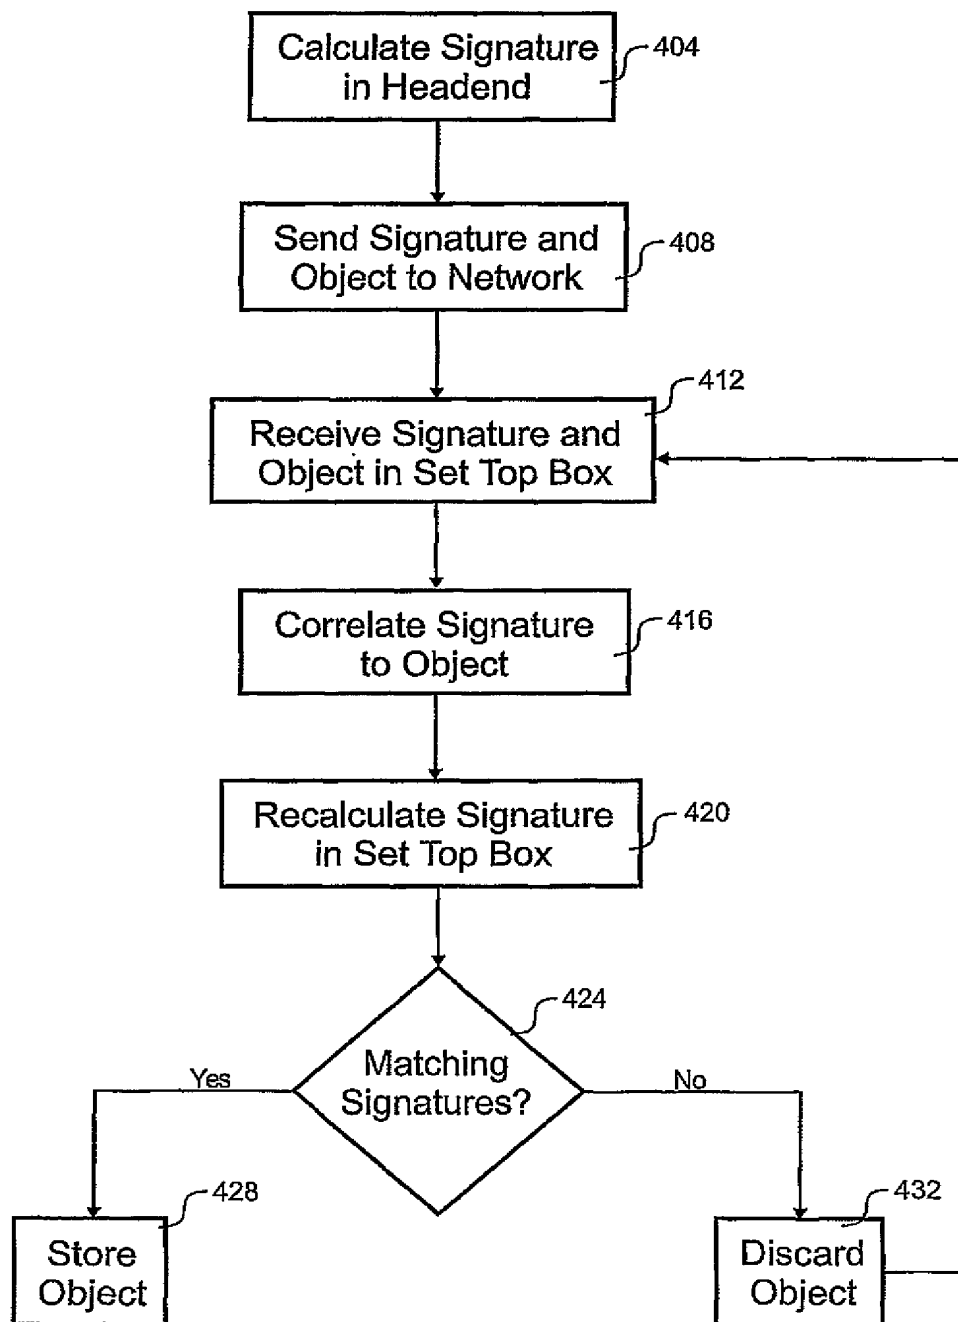 Calculate Signature
in Headend
404
Send Signature and
Object to Network
408
412
Receive Signature and
Object in Set Top Box
Correlate Signature
to Object
416
Recalculate Signature
in Set Top Box
420
424
Matching
Signatures?
Yes
No
428
Store
Object
432
Discard
Object